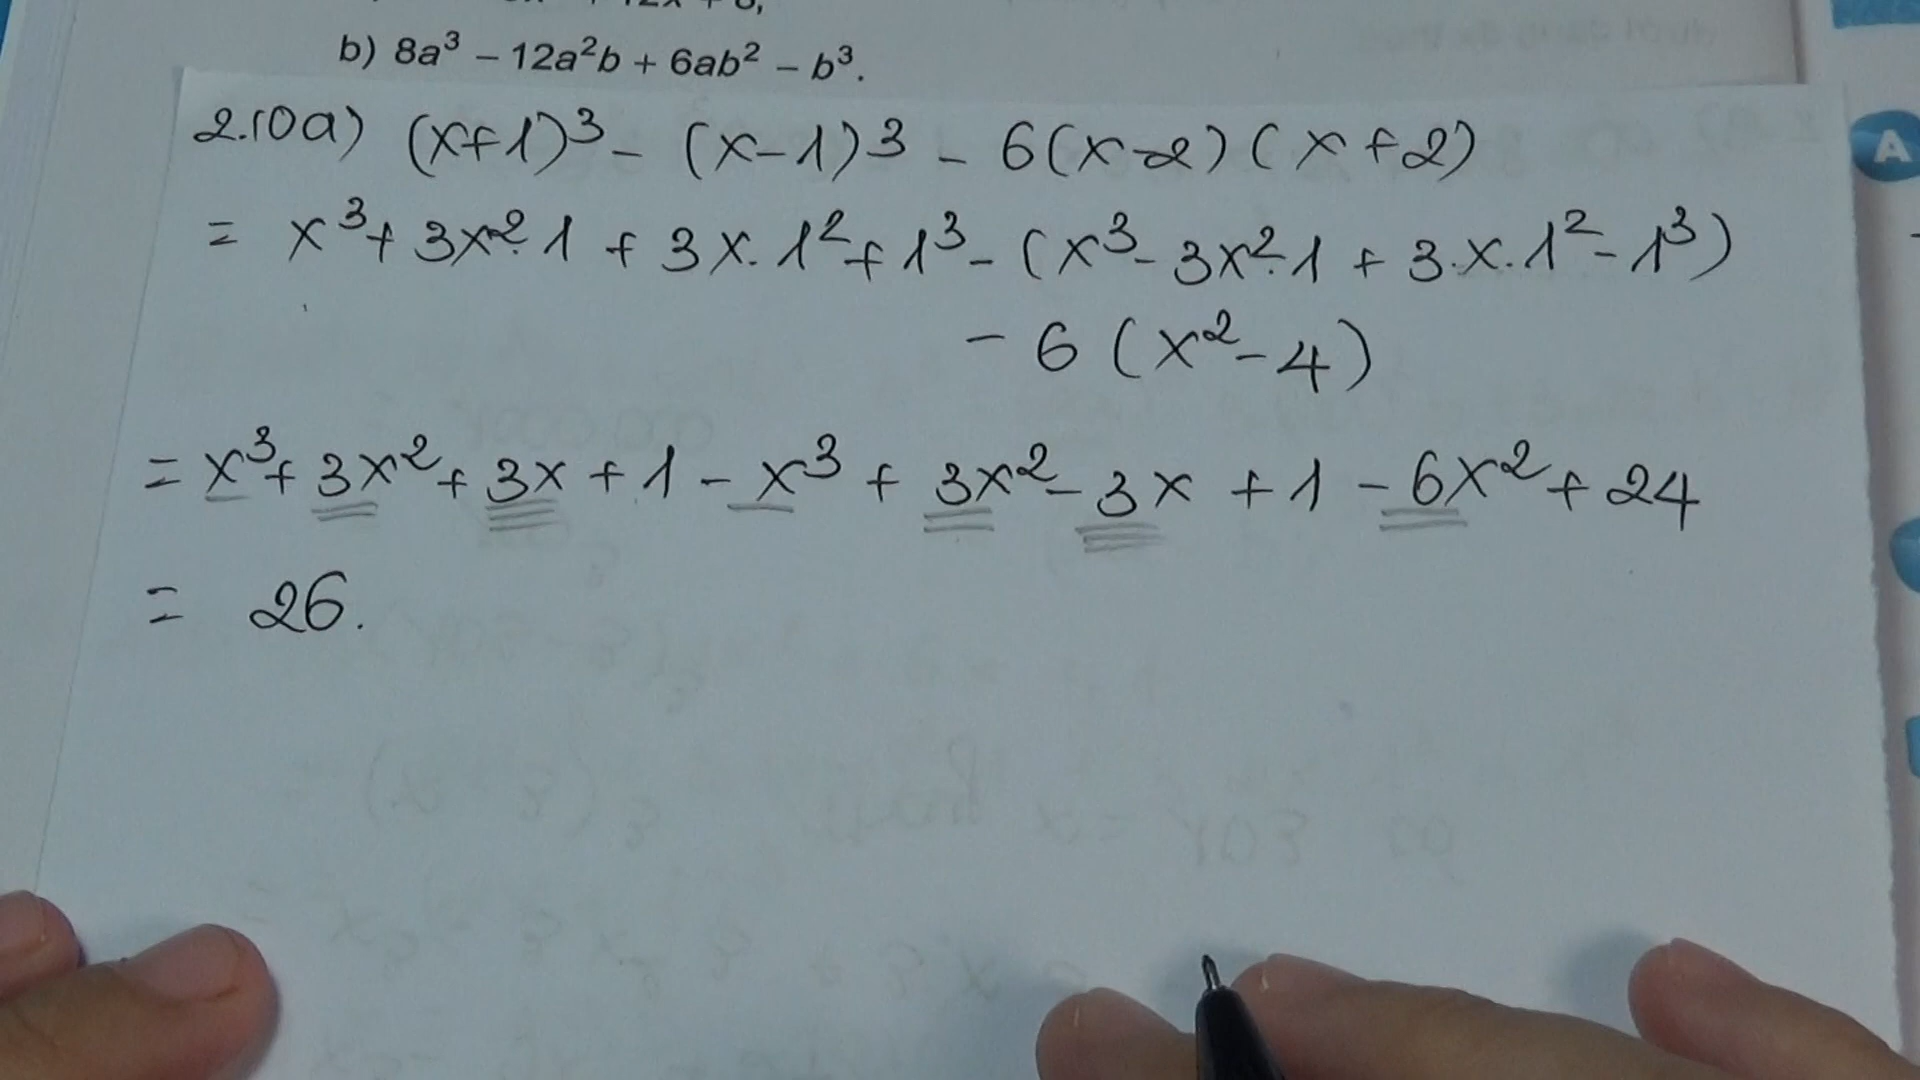 b) 8a³ – 12a²b + 6ab² – b³.
2.10a) (x+1)³ - (x-1)³ - 6(x-2)(x+2)
= x³ + 3x²·1 + 3x.1² + 1³ - (x³ - 3x²·1 + 3.x.1² - 1³)
- 6(x² - 4)
= x³ + 3x² + 3x + 1 - x³ + 3x² - 3x + 1 - 6x² + 24
= 26.
A